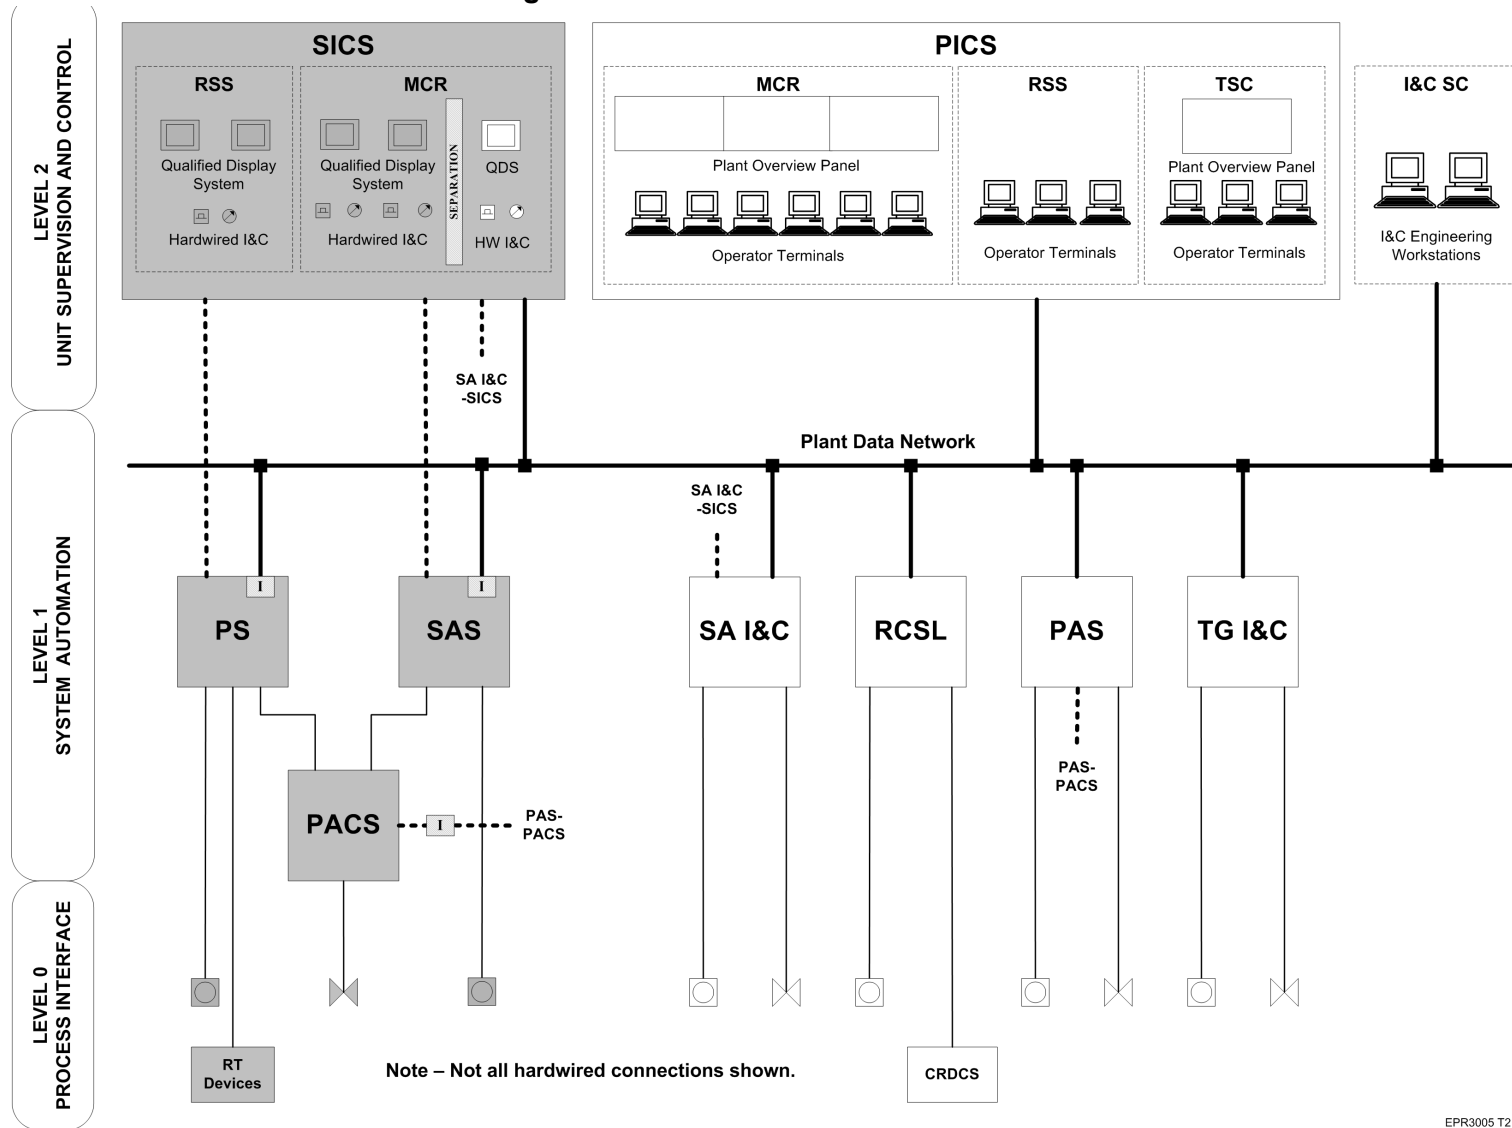 SICS
RSS
Qualified Display
System
Hardwired I&C
MCR
Qualified Display
System
Hardwired I&C
SEPARATION
QDS
HW I&C
PICS
MCR
Plant Overview Panel
Operator Terminals
RSS
Operator Terminals
TSC
Plant Overview Panel
Operator Terminals
I&C SC
I&C Engineering
Workstations
LEVEL 2
UNIT SUPERVISION AND CONTROL
SA I&C
-SICS
Plant Data Network
SA I&C
-SICS
LEVEL 1
SYSTEM AUTOMATION
I
PS
I
SAS
SA I&C
RCSL
PAS
TG I&C
PAS-
PACS
PACS
I
PAS-
PACS
LEVEL 0
PROCESS INTERFACE
RT
Devices
Note – Not all hardwired connections shown.
CRDCS
EPR3005 T2